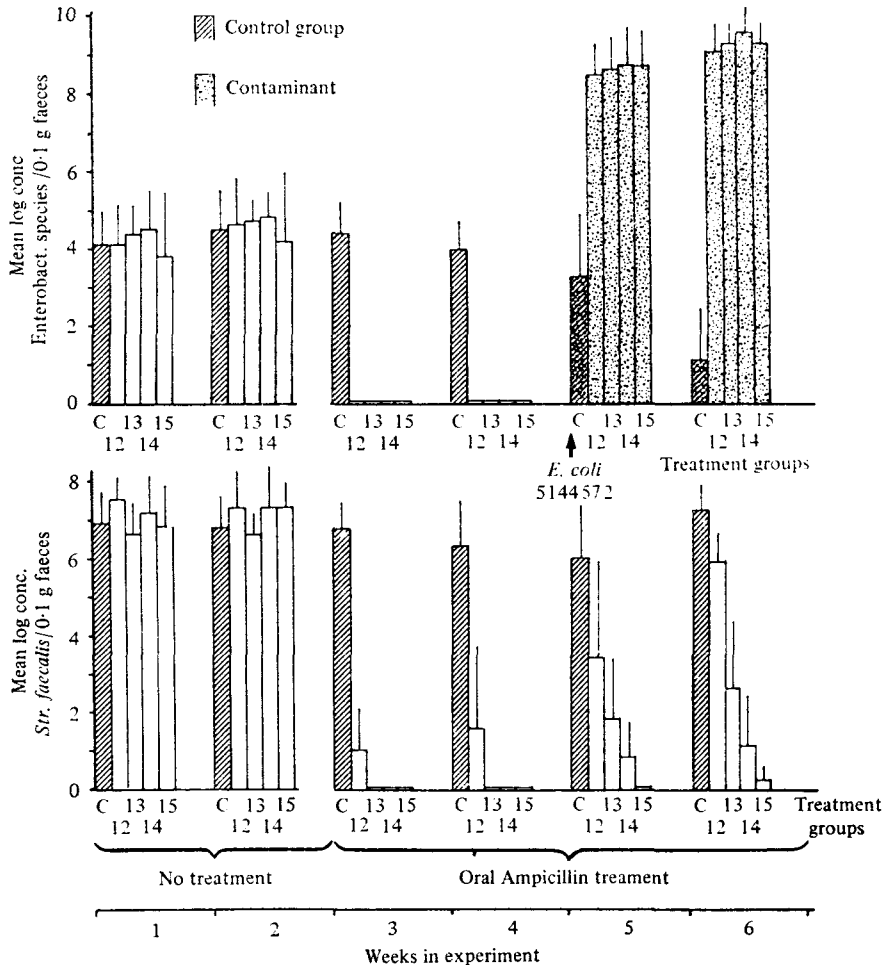 10
8
6
4
2
0
Mean log conc
Enterobact. species /0·1 g faeces
Control group
Contaminant
C 13 15
12 14
C 13 15
12 14
C 13 15
12 14
C 13 15
12 14
C 13 15
12 14
C 13 15
12 14
E. coli
5144572
Treatment groups
8
6
4
2
0
Mean log conc.
Str. faecalis/0·1 g faeces
C 13 15
12 14
C 13 15
12 14
C 13 15
12 14
C 13 15
12 14
C 13 15
12 14
C 13 15
12 14
Treatment
groups
No treatment
Oral Ampicillin treament
1 2 3 4 5 6
Weeks in experiment